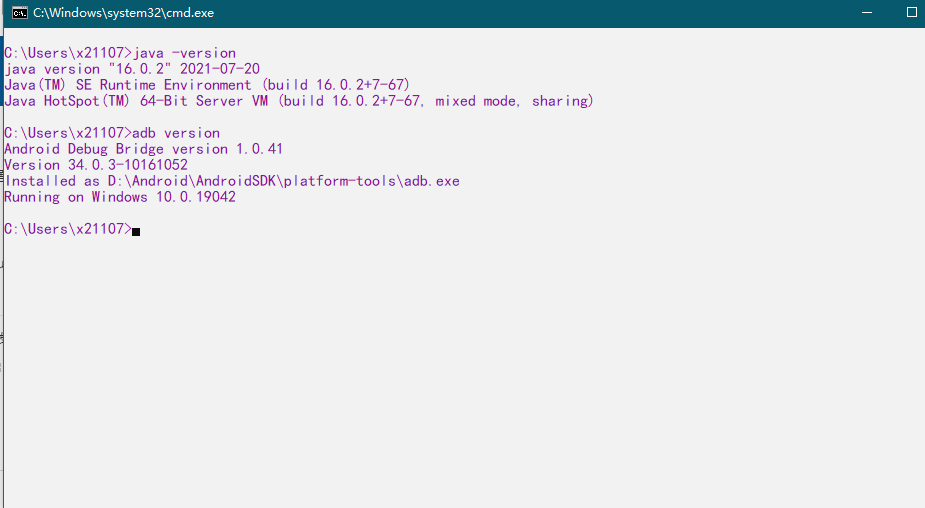 C:\Windows\system32\cmd.exe
C:\Users\x21107>java -version
java version "16.0.2" 2021-07-20
Java(TM) SE Runtime Environment (build 16.0.2+7-67)
Java HotSpot(TM) 64-Bit Server VM (build 16.0.2+7-67, mixed mode, sharing)
C:\Users\x21107>adb version
Android Debug Bridge version 1.0.41
Version 34.0.3-10161052
Installed as D:\Android\AndroidSDK\platform-tools\adb.exe
Running on Windows 10.0.19042
C:\Users\x21107>